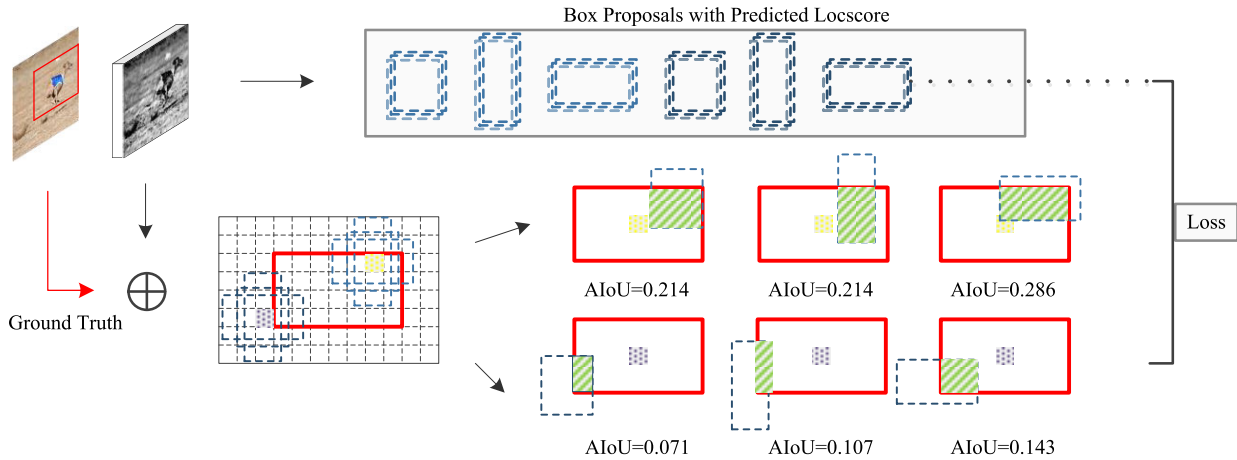 Box Proposals with Predicted Locscore
Loss
AIoU=0.214
AIoU=0.214
AIoU=0.286
Ground Truth
AIoU=0.071
AIoU=0.107
AIoU=0.143